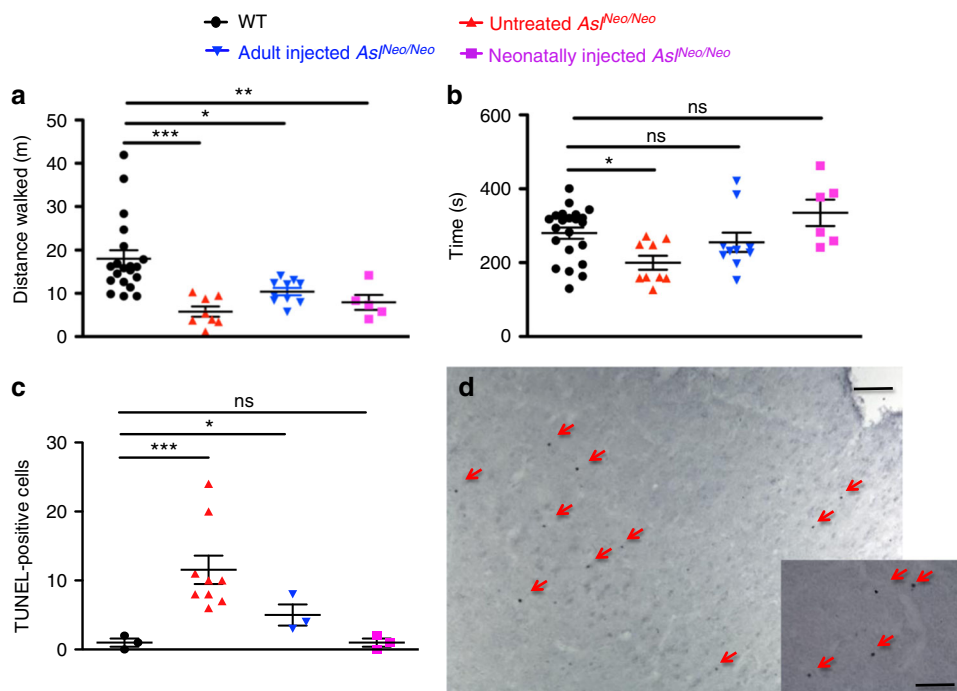 WT
Untreated Asl^Neo/Neo
Adult injected Asl^Neo/Neo
Neonatally injected Asl^Neo/Neo
a
**
*
***
50
40
30
20
10
0
Distance walked (m)
b
ns
ns
*
600
400
200
0
Time (s)
c
ns
*
***
30
20
10
0
TUNEL-positive cells
d